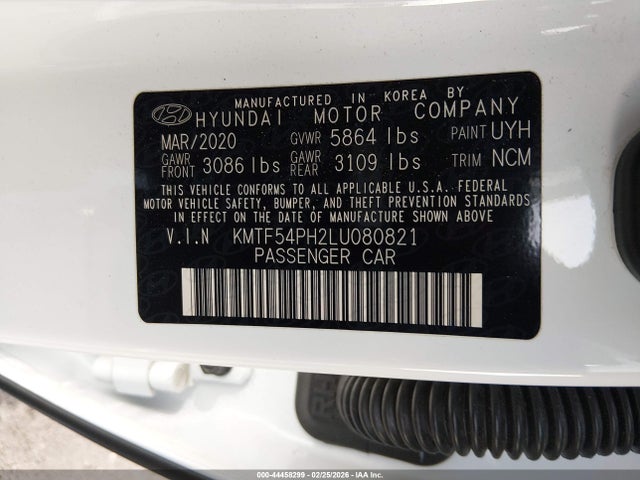 MANUFACTURED IN KOREA BY
HYUNDAI MOTOR COMPANY
MAR/2020 GVWR 5864 lbs PAINT UYH
GAWR FRONT 3086 lbs GAWR REAR 3109 lbs TRIM NCM
THIS VEHICLE CONFORMS TO ALL APPLICABLE U.S.A. FEDERAL
MOTOR VEHICLE SAFETY, BUMPER, AND THEFT PREVENTION STANDARDS
IN EFFECT ON THE DATE OF MANUFACTURE SHOWN ABOVE
V.I.N KMTF54PH2LU080821
PASSENGER CAR
000-44458299 - 02/25/2026 - IAA Inc.